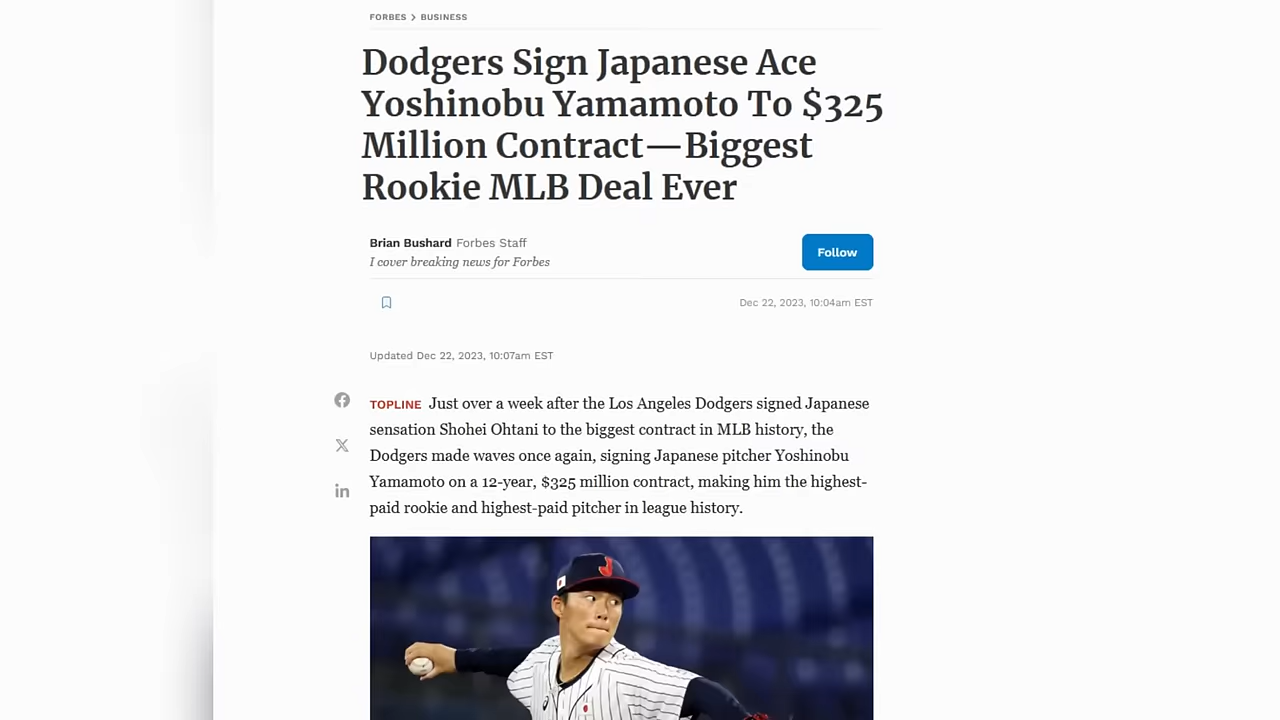 FORBES > BUSINESS
Dodgers Sign Japanese Ace
Yoshinobu Yamamoto To $325
Million Contract—Biggest
Rookie MLB Deal Ever
Brian Bushard Forbes Staff
I cover breaking news for Forbes
Follow
Dec 22, 2023, 10:04am EST
Updated Dec 22, 2023, 10:07am EST
TOPLINE Just over a week after the Los Angeles Dodgers signed Japanese
sensation Shohei Ohtani to the biggest contract in MLB history, the
Dodgers made waves once again, signing Japanese pitcher Yoshinobu
Yamamoto on a 12-year, $325 million contract, making him the highest-
paid rookie and highest-paid pitcher in league history.
J